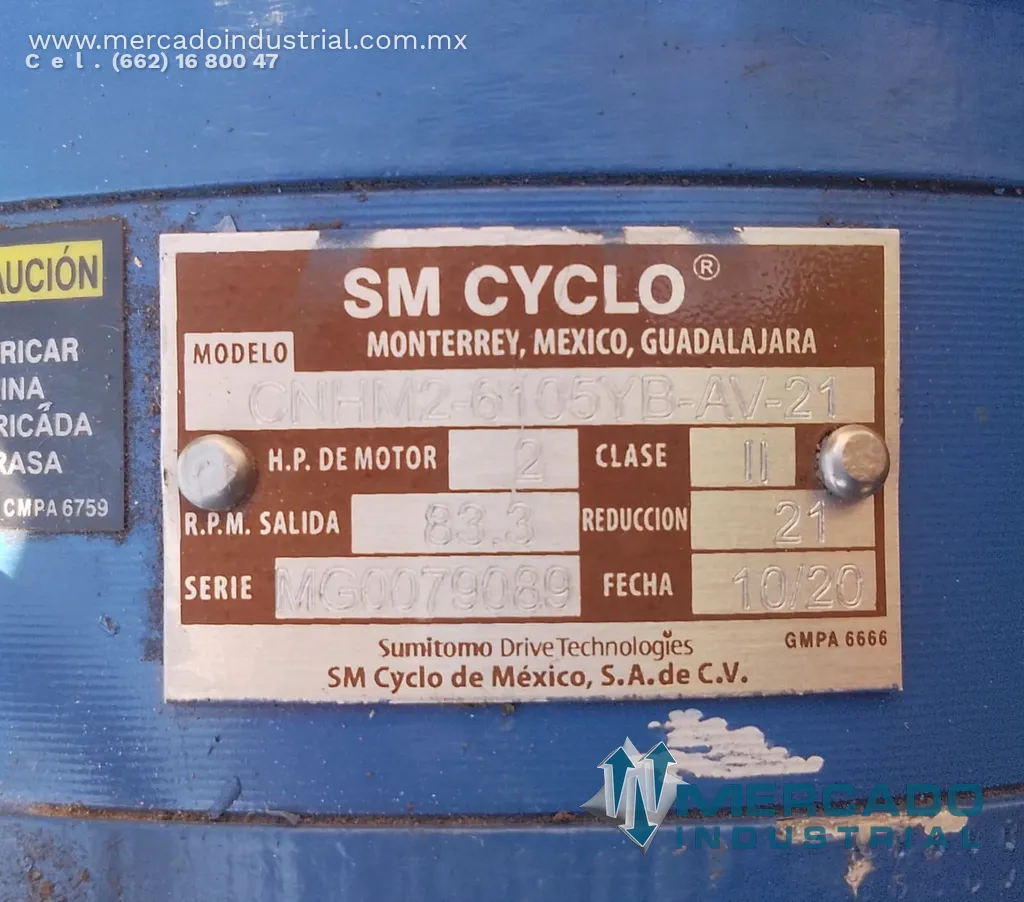 www.mercadoindustrial.com.mx
Cel. (662) 16 800 47
AUCIÓN
RICAR
INA
RICÁDA
RASA
CMPA 6759
SM CYCLO®
MONTERREY, MEXICO, GUADALAJARA
MODELO
CNHM2-6105YB-AV-21
H.P. DE MOTOR 2 CLASE II
R.P.M. SALIDA 83.3 REDUCCION 21
SERIE MG0079089 FECHA 10/20
Sumitomo Drive Technologies
GMPA 6666
SM Cyclo de México, S.A. de C.V.
MERCADO
INDUSTRIAL